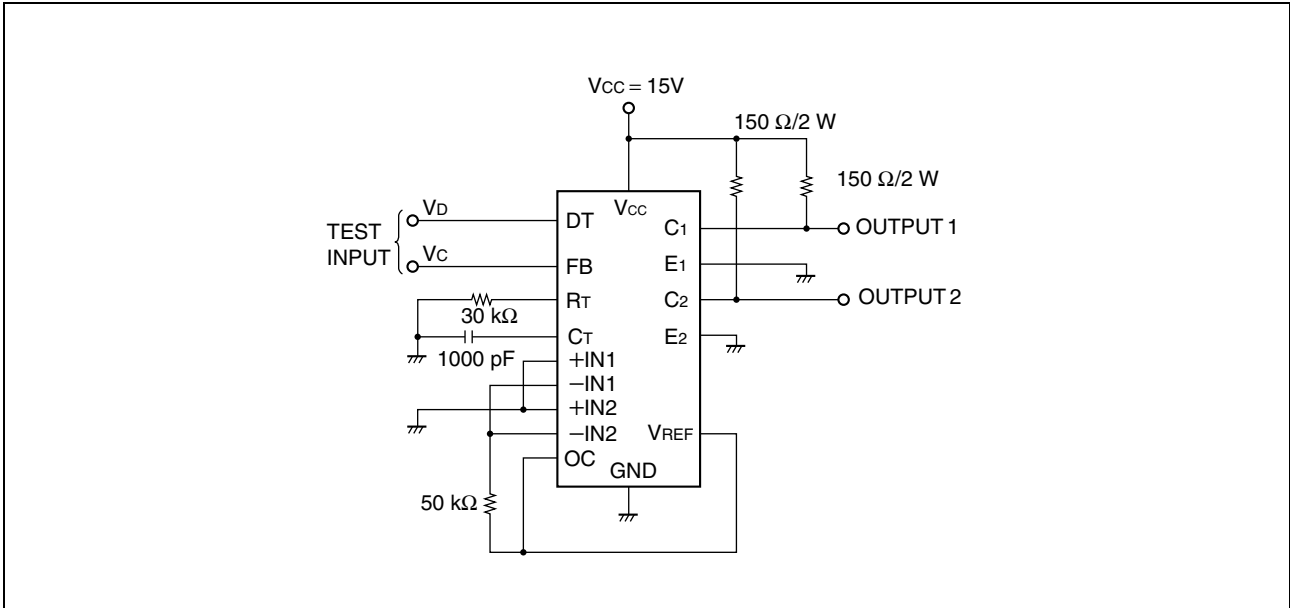 VCC = 15V
150 Ω/2 W
150 Ω/2 W
VCC
TEST
INPUT
VD
VC
DT
FB
RT
30 kΩ
CT
1000 pF
+IN1
−IN1
+IN2
−IN2
OC
50 kΩ
GND
C1
E1
C2
E2
VREF
OUTPUT 1
OUTPUT 2